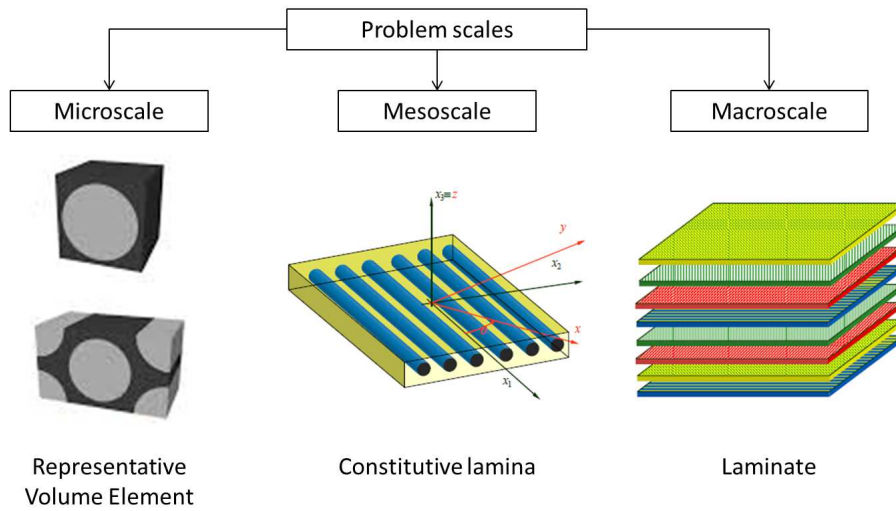 Problem scales
Microscale
Mesoscale
Macroscale
x₃≡z
y
x₂
x
θ
x₁
Representative
Volume Element
Constitutive lamina
Laminate